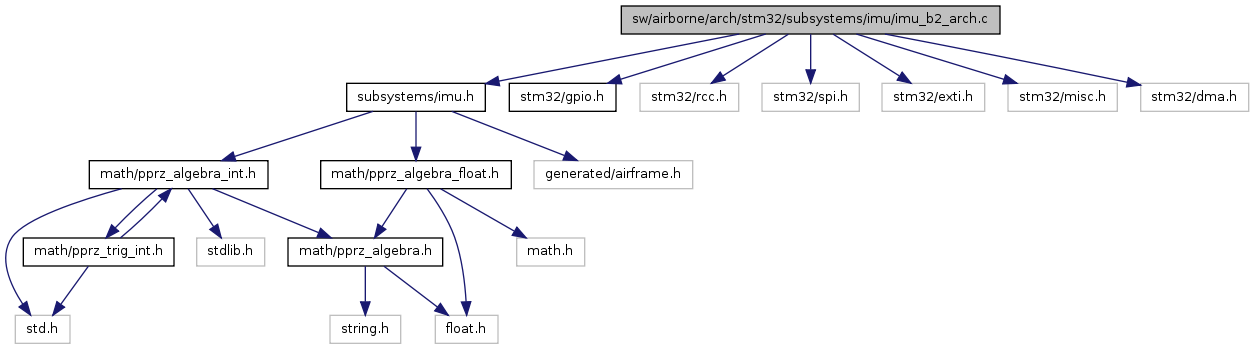 sw/airborne/arch/stm32/subsystems/imu/imu_b2_arch.c
subsystems/imu.h
stm32/gpio.h
stm32/rcc.h
stm32/spi.h
stm32/exti.h
stm32/misc.h
stm32/dma.h
math/pprz_algebra_int.h
math/pprz_algebra_float.h
generated/airframe.h
math/pprz_trig_int.h
stdlib.h
math/pprz_algebra.h
math.h
std.h
string.h
float.h